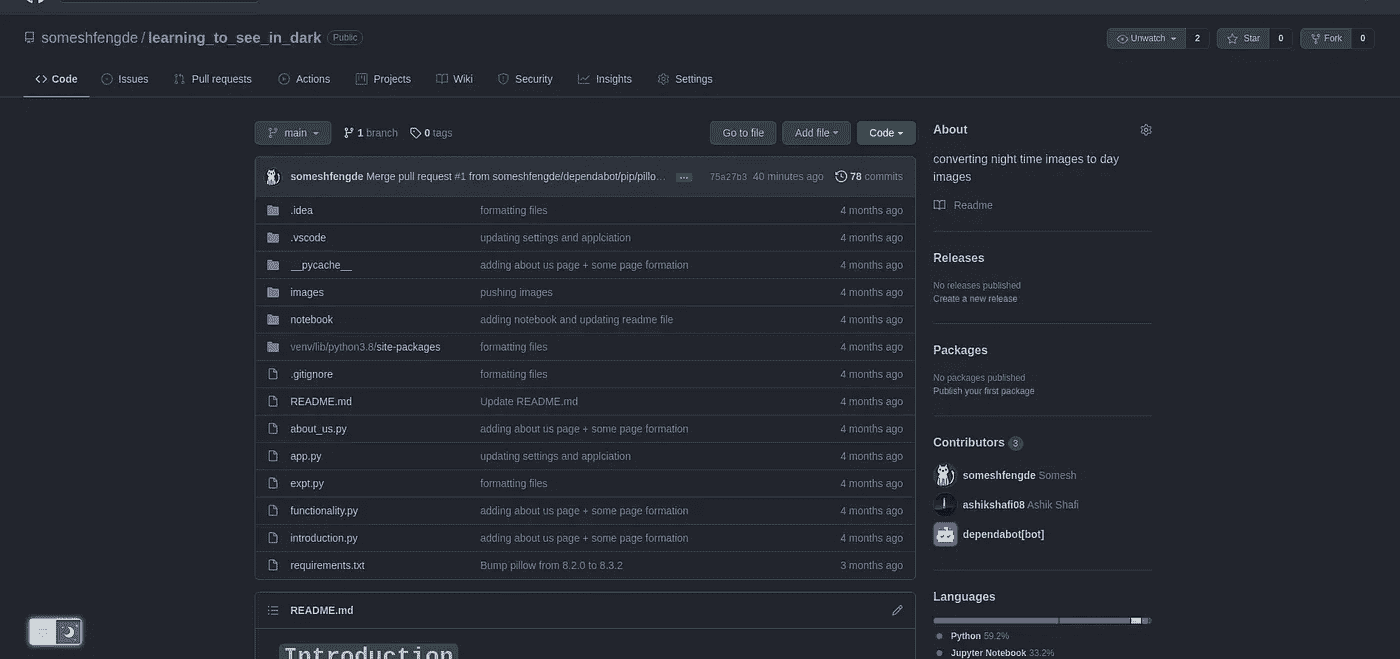 someshfengde / learning_to_see_in_dark Public
Unwatch 2 Star 0 Fork 0
Code Issues Pull requests Actions Projects Wiki Security Insights Settings
main 1 branch 0 tags Go to file Add file Code
someshfengde Merge pull request #1 from someshfengde/dependabot/pip/pillo… ... 75a27b3 40 minutes ago 78 commits
.idea formatting files 4 months ago
.vscode updating settings and applciation 4 months ago
__pycache__ adding about us page + some page formation 4 months ago
images pushing images 4 months ago
notebook adding notebook and updating readme file 4 months ago
venv/lib/python3.8/site-packages formatting files 4 months ago
.gitignore formatting files 4 months ago
README.md Update README.md 4 months ago
about_us.py adding about us page + some page formation 4 months ago
app.py updating settings and applciation 4 months ago
expt.py formatting files 4 months ago
functionality.py adding about us page + some page formation 4 months ago
introduction.py adding about us page + some page formation 4 months ago
requirements.txt Bump pillow from 8.2.0 to 8.3.2 3 months ago
README.md
Introduction
About
converting night time images to day
images
Readme
Releases
No releases published
Create a new release
Packages
No packages published
Publish your first package
Contributors 3
someshfengde Somesh
ashikshafi08 Ashik Shafi
dependabot[bot]
Languages
Python 59.2%
Jupyter Notebook 33.2%